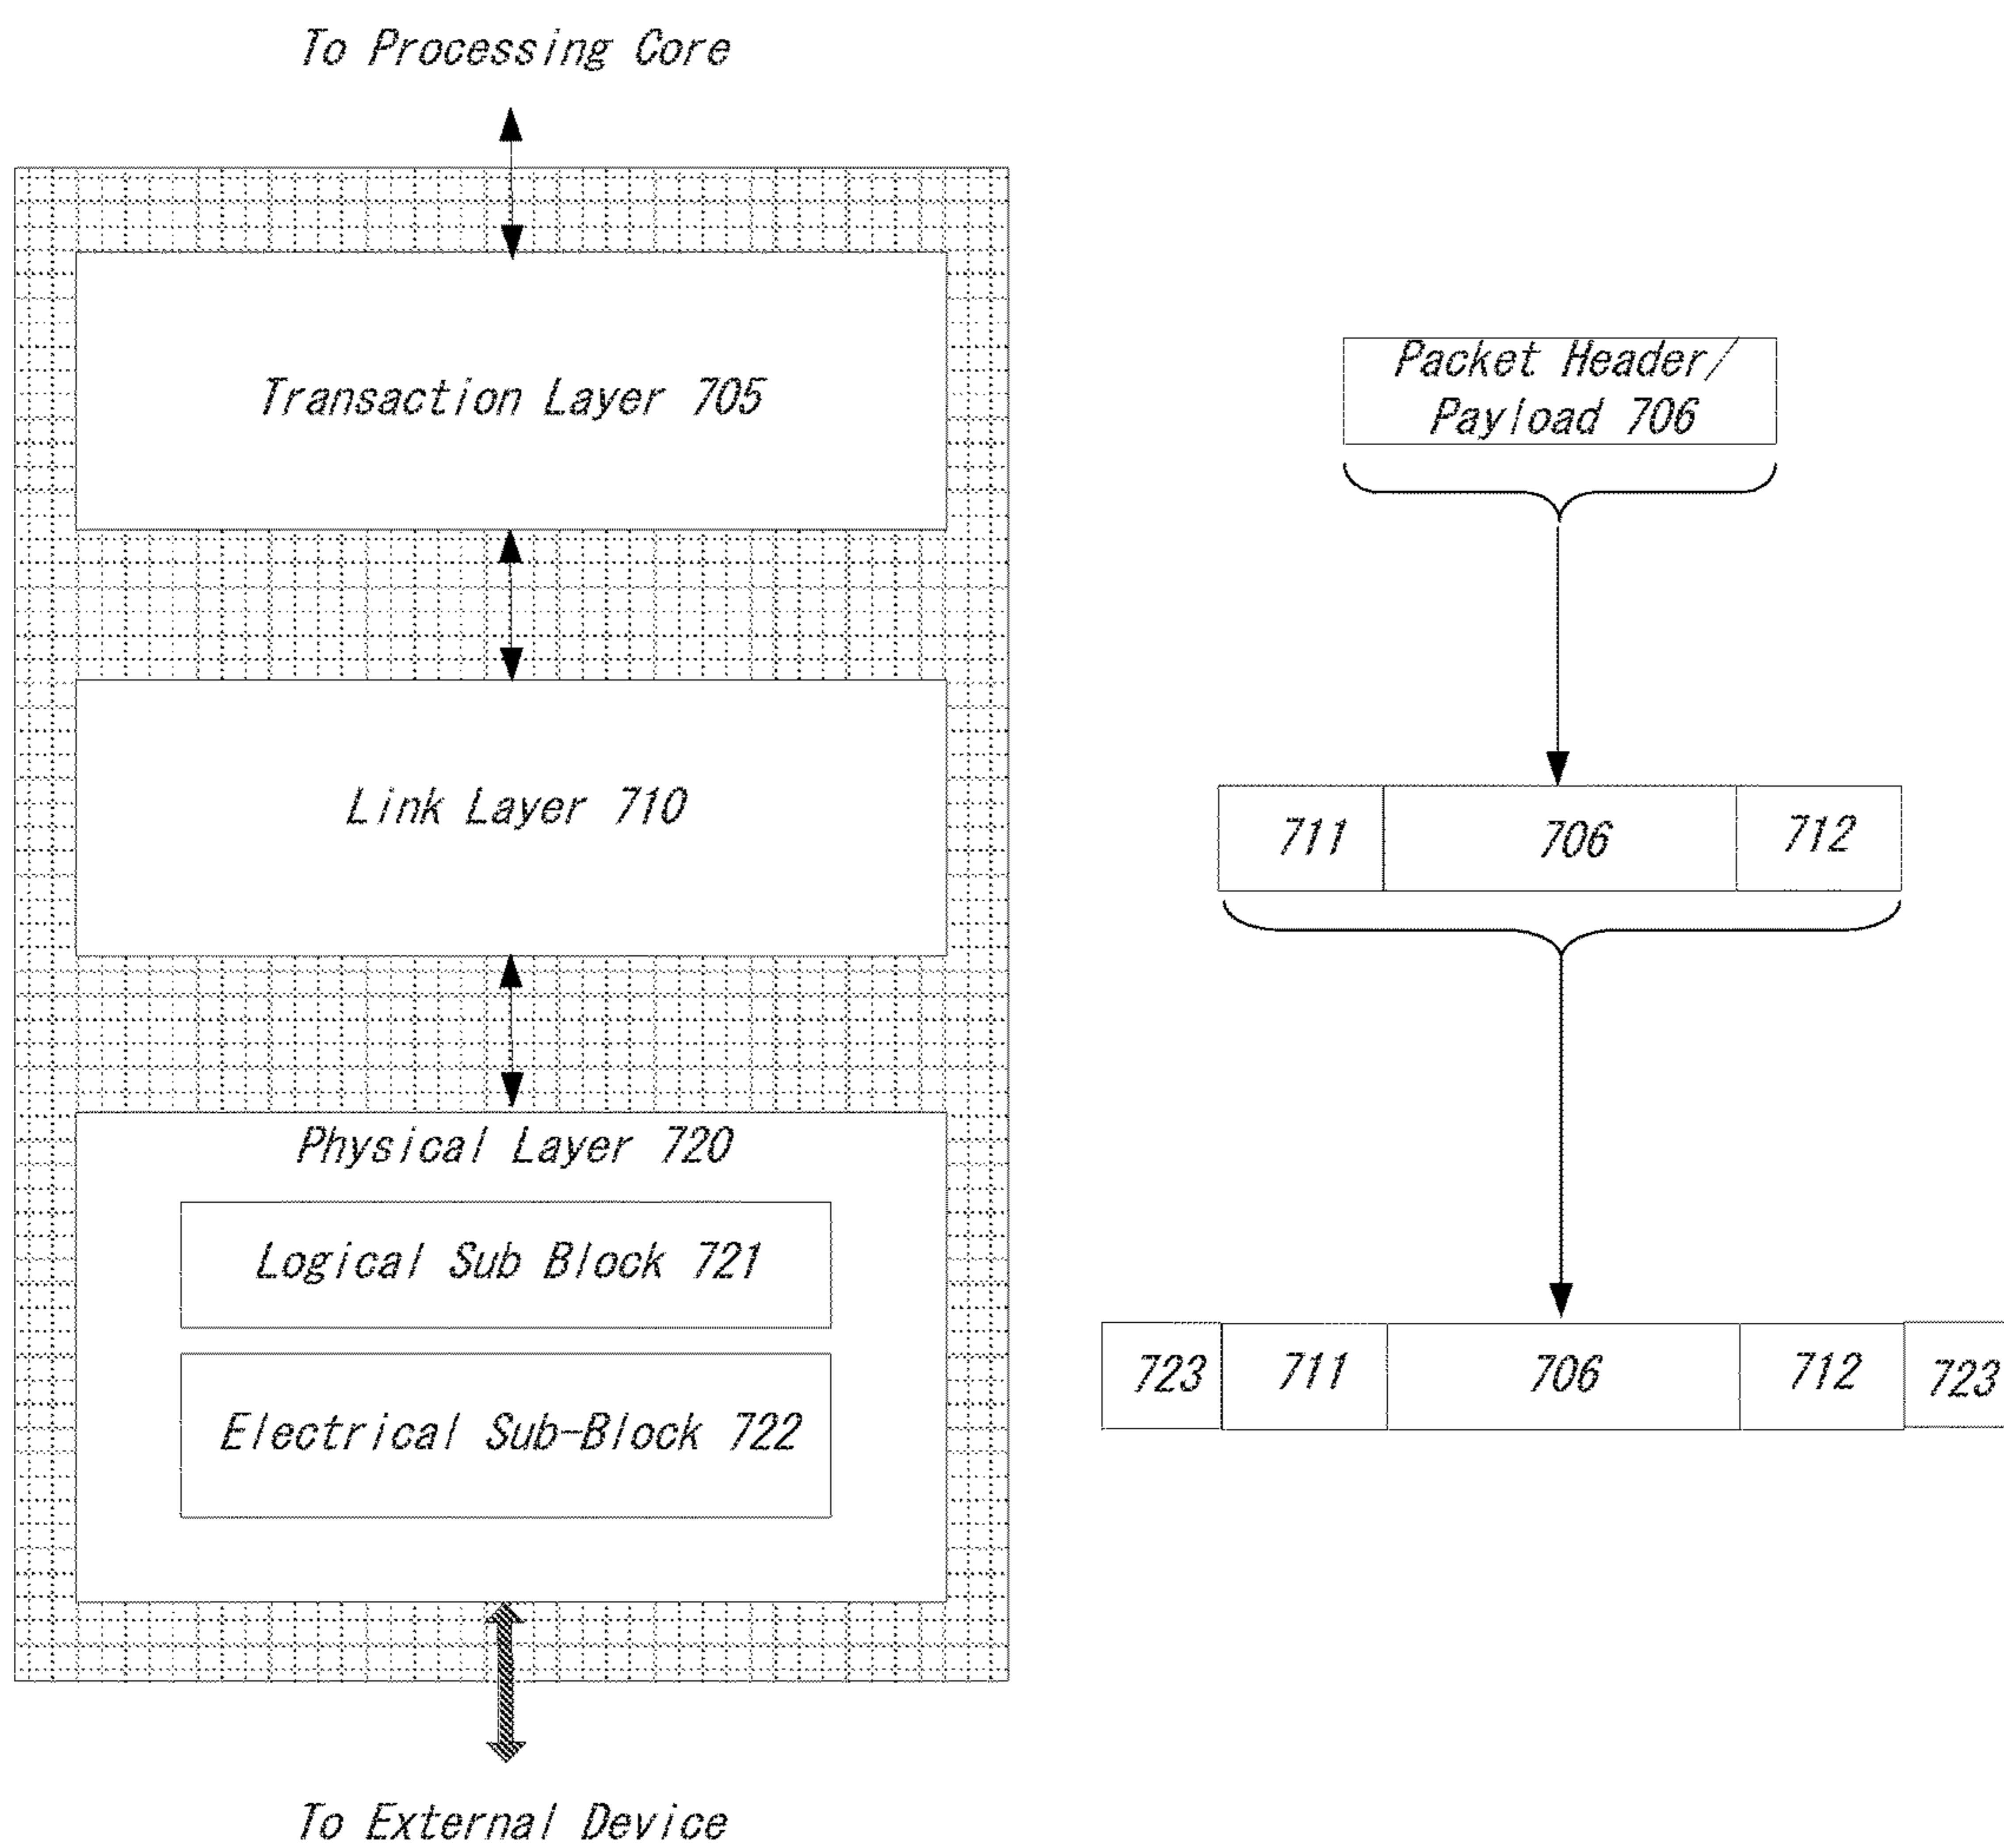 To Processing Core
Transaction Layer 705
Packet Header/
Payload 706
Link Layer 710
711 706 712
Physical Layer 720
Logical Sub Block 721
Electrical Sub-Block 722
723 711 706 712 723
To External Device